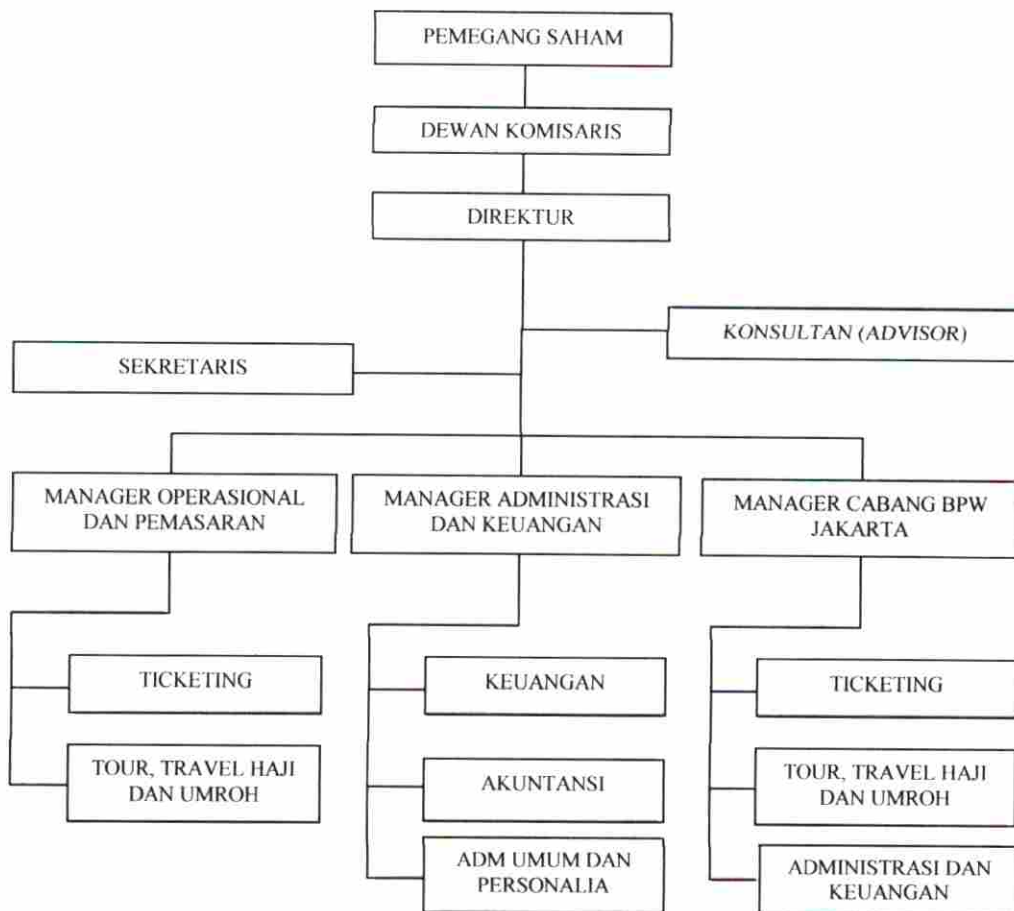 PEMEGANG SAHAM
DEWAN KOMISARIS
DIREKTUR
KONSULTAN (ADVISOR)
SEKRETARIS
MANAGER OPERASIONAL
DAN PEMASARAN
MANAGER ADMINISTRASI
DAN KEUANGAN
MANAGER CABANG BPW
JAKARTA
TICKETING
TOUR, TRAVEL HAJI
DAN UMROH
KEUANGAN
AKUNTANSI
ADM UMUM DAN
PERSONALIA
TICKETING
TOUR, TRAVEL HAJI
DAN UMROH
ADMINISTRASI DAN
KEUANGAN